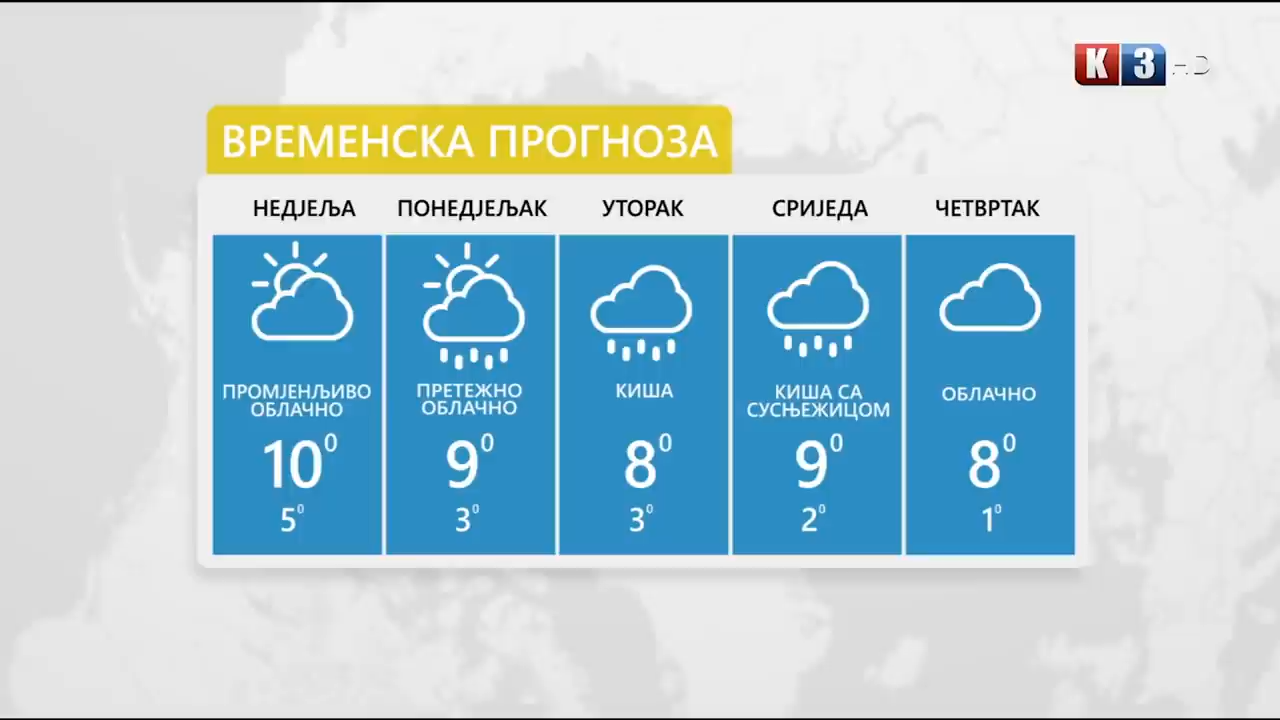 К3 HD
ВРЕМЕНСКА ПРОГНОЗА
НЕДЈЕЉА ПОНЕДЈЕЉАК УТОРАК СРИЈЕДА ЧЕТВРТАК
ПРОМЈЕНЉИВО
ОБЛАЧНО
ПРЕТЕЖНО
ОБЛАЧНО
КИША
КИША СА
СУСЊЕЖИЦОМ
ОБЛАЧНО
10⁰ 9⁰ 8⁰ 9⁰ 8⁰
5⁰ 3⁰ 3⁰ 2⁰ 1⁰